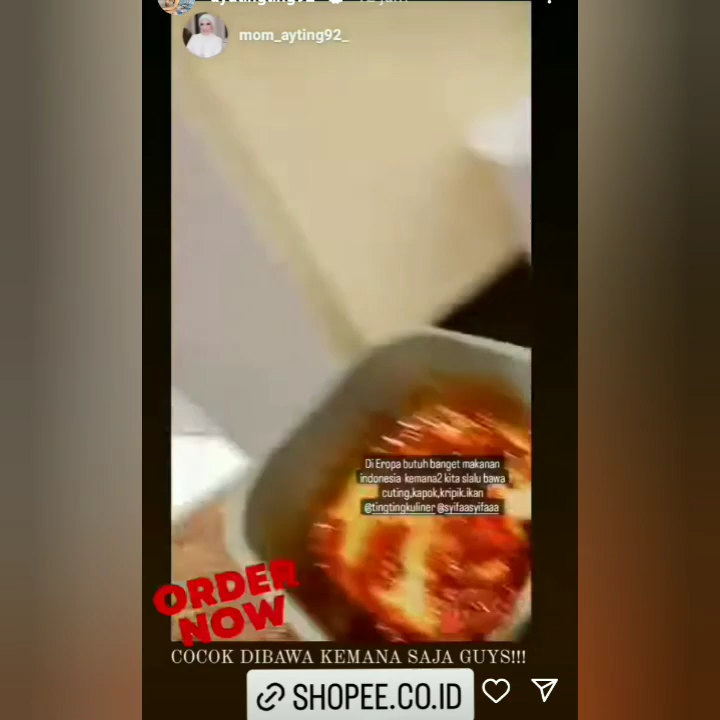 mom_ayting92_
Di Eropa butuh banget makanan
indonesia kemana2 kita slalu bawa
cuting,kapok,kripik.ikan
@tingtingkuliner @syifaasyifaaa
ORDER
NOW
COCOK DIBAWA KEMANA SAJA GUYS!!!
SHOPEE.CO.ID